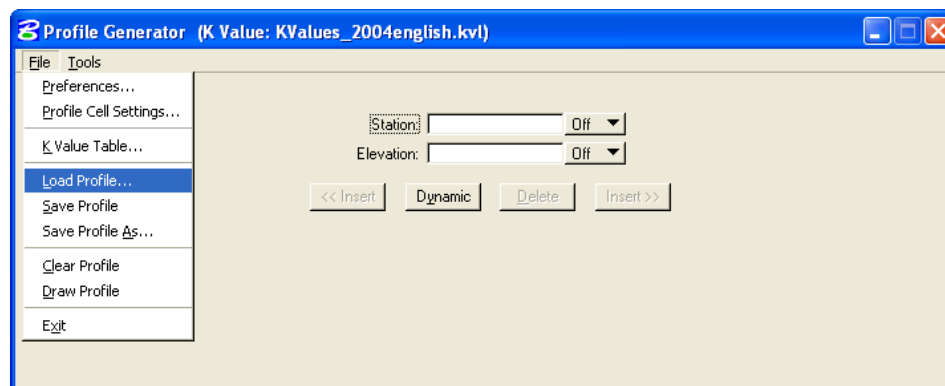 Profile Generator (K Value: KValues_2004english.kvl)
File Tools
Preferences...
Profile Cell Settings...
K Value Table...
Load Profile...
Save Profile
Save Profile As...
Clear Profile
Draw Profile
Exit
Station: Off
Elevation: Off
<< Insert Dynamic Delete Insert >>